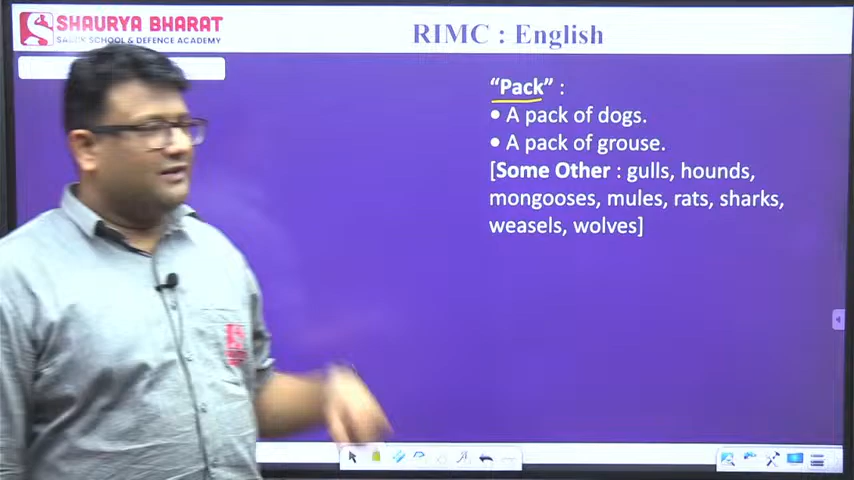 SHAURYA BHARAT
SAINIK SCHOOL & DEFENCE ACADEMY
RIMC : English
“Pack” :
• A pack of dogs.
• A pack of grouse.
[Some Other : gulls, hounds,
mongooses, mules, rats, sharks,
weasels, wolves]